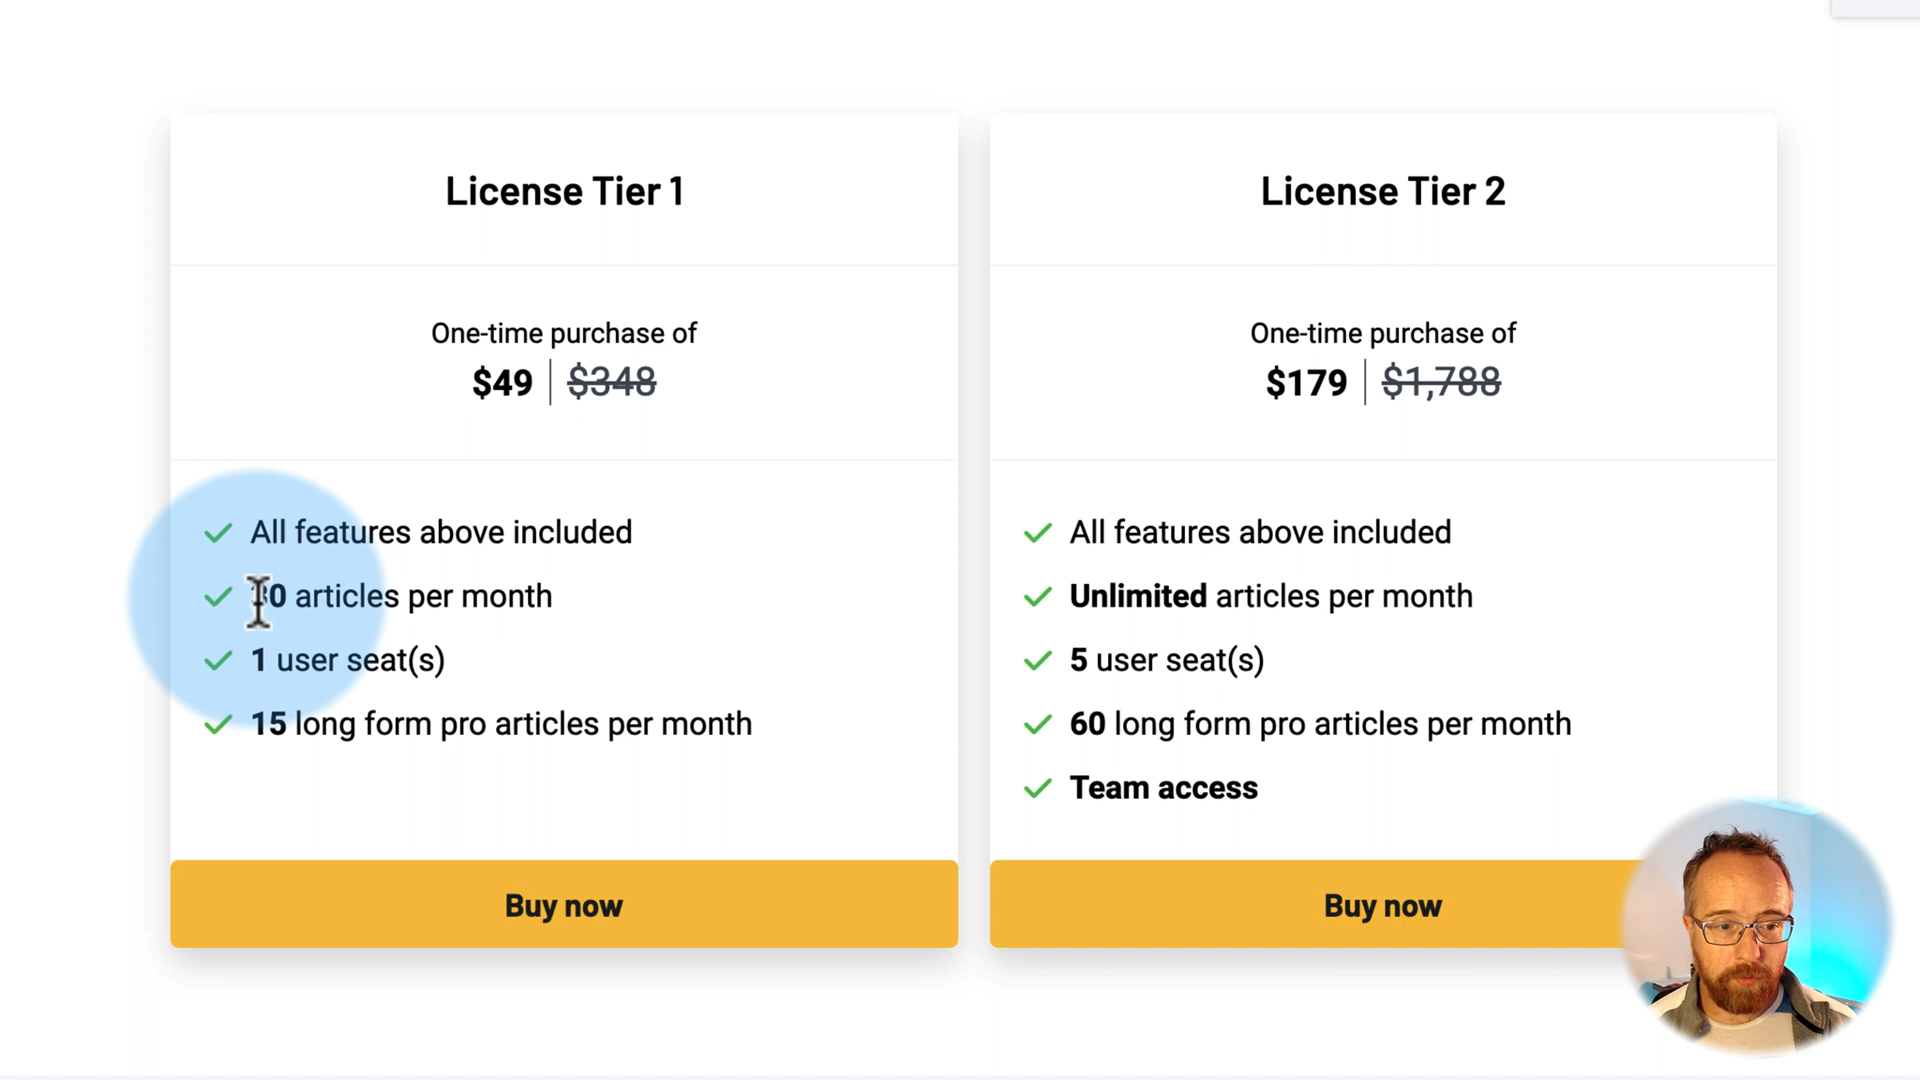 License Tier 1
One-time purchase of
$49 $348
All features above included
articles per month
1 user seat(s)
15 long form pro articles per month
Buy now
License Tier 2
One-time purchase of
$179 $1,788
All features above included
Unlimited articles per month
5 user seat(s)
60 long form pro articles per month
Team access
Buy now